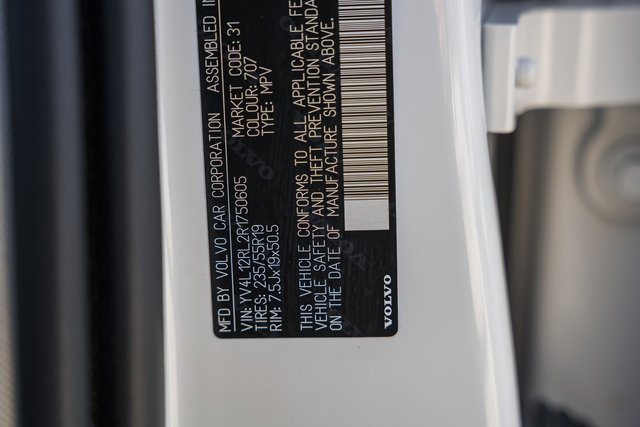 MFD BY VOLVO CAR CORPORATION ASSEMBLED IN
VIN: YV4L12RL2R1750605 MARKET CODE: 31
TIRES: 235/55R19 COLOUR: 707
RIM: 7.5Jx19x50.5 TYPE: MPV
THIS VEHICLE CONFORMS TO ALL APPLICABLE FE
VEHICLE SAFETY AND THEFT PREVENTION STANDA
ON THE DATE OF MANUFACTURE SHOWN ABOVE.
VOLVO